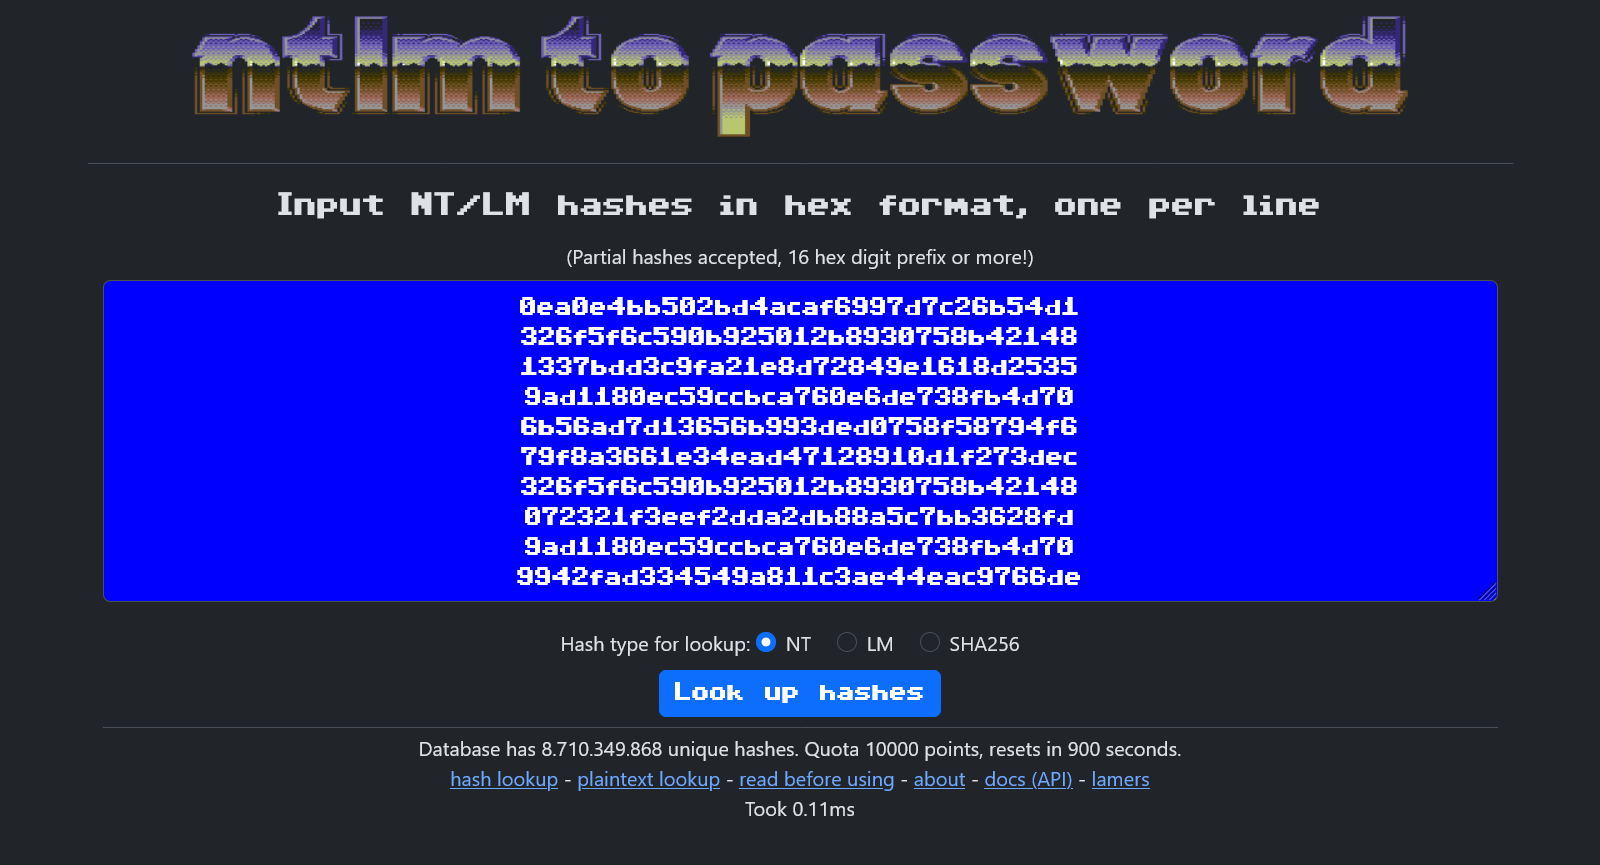 ntlm to password
Input NT/LM hashes in hex format, one per line
(Partial hashes accepted, 16 hex digit prefix or more!)
0ea0e4bb502bd4acaf6997d7c26b54d1
326f5f6c590b925012b8930758b42148
1337bdd3c9fa21e8d72849e1618d2535
9ad1180ec59ccbca760e6de738fb4d70
6b56ad7d13656b993ded0758f58794f6
79f8a3661e34ead47128910d1f273dec
326f5f6c590b925012b8930758b42148
072321f3eef2dda2db88a5c7bb3628fd
9ad1180ec59ccbca760e6de738fb4d70
9942fad334549a811c3ae44eac9766de
Hash type for lookup: NT LM SHA256
Look up hashes
Database has 8.710.349.868 unique hashes. Quota 10000 points, resets in 900 seconds.
hash lookup - plaintext lookup - read before using - about - docs (API) - lamers
Took 0.11ms